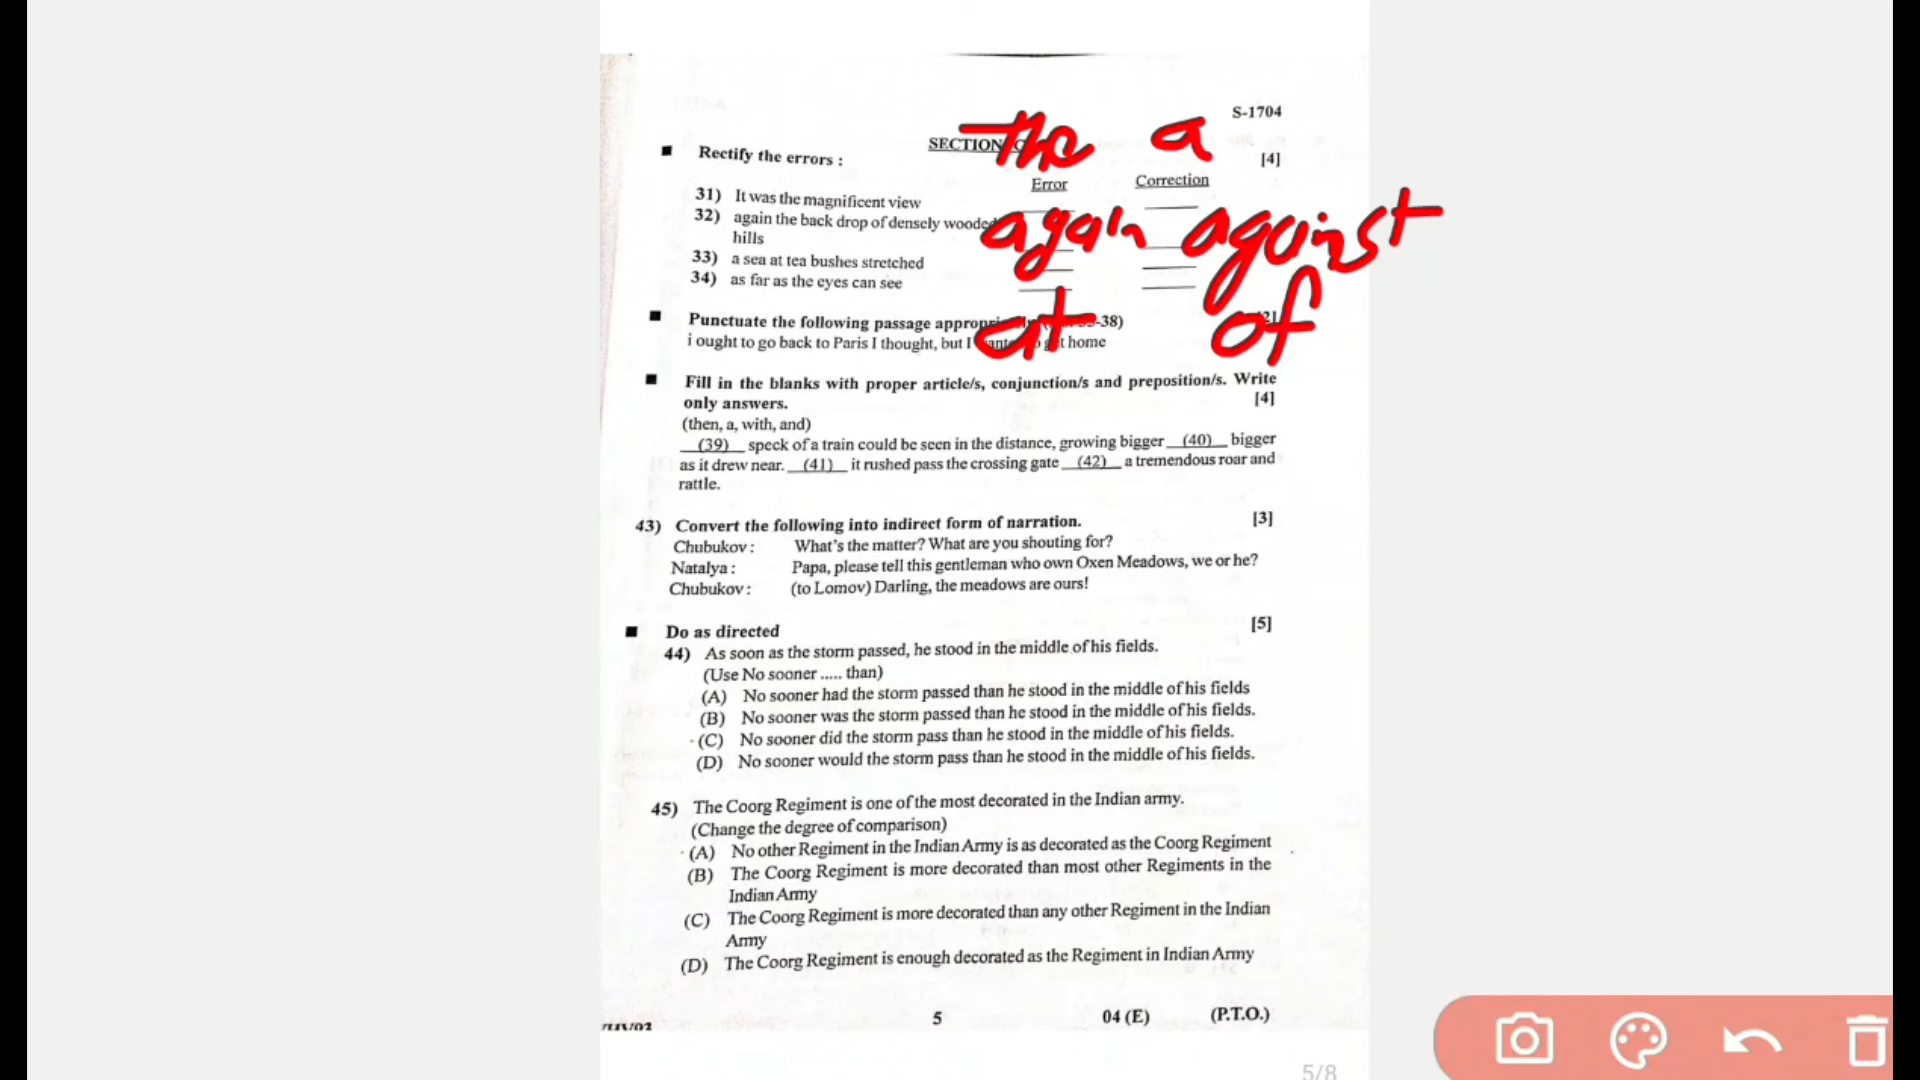 S-1704
SECTION
the a
Rectify the errors : [4]
Error Correction
31) It was the magnificent view
32) again the back drop of densely wooded
hills
again against
33) a sea at tea bushes stretched
34) as far as the eyes can see
at of
Punctuate the following passage -38)
i ought to go back to Paris I thought, but I home
Fill in the blanks with proper article/s, conjunction/s and preposition/s. Write
only answers. [4]
(then, a, with, and)
(39) speck of a train could be seen in the distance, growing bigger (40) bigger
as it drew near. (41) it rushed pass the crossing gate (42) a tremendous roar and
rattle.
43) Convert the following into indirect form of narration. [3]
Chubukov : What's the matter? What are you shouting for?
Natalya : Papa, please tell this gentleman who own Oxen Meadows, we or he?
Chubukov : (to Lomov) Darling, the meadows are ours!
Do as directed [5]
44) As soon as the storm passed, he stood in the middle of his fields.
(Use No sooner ..... than)
(A) No sooner had the storm passed than he stood in the middle of his fields
(B) No sooner was the storm passed than he stood in the middle of his fields.
(C) No sooner did the storm pass than he stood in the middle of his fields.
(D) No sooner would the storm pass than he stood in the middle of his fields.
45) The Coorg Regiment is one of the most decorated in the Indian army.
(Change the degree of comparison)
(A) No other Regiment in the Indian Army is as decorated as the Coorg Regiment
(B) The Coorg Regiment is more decorated than most other Regiments in the
Indian Army
(C) The Coorg Regiment is more decorated than any other Regiment in the Indian
Army
(D) The Coorg Regiment is enough decorated as the Regiment in Indian Army
5 04 (E) (P.T.O.)
5/8